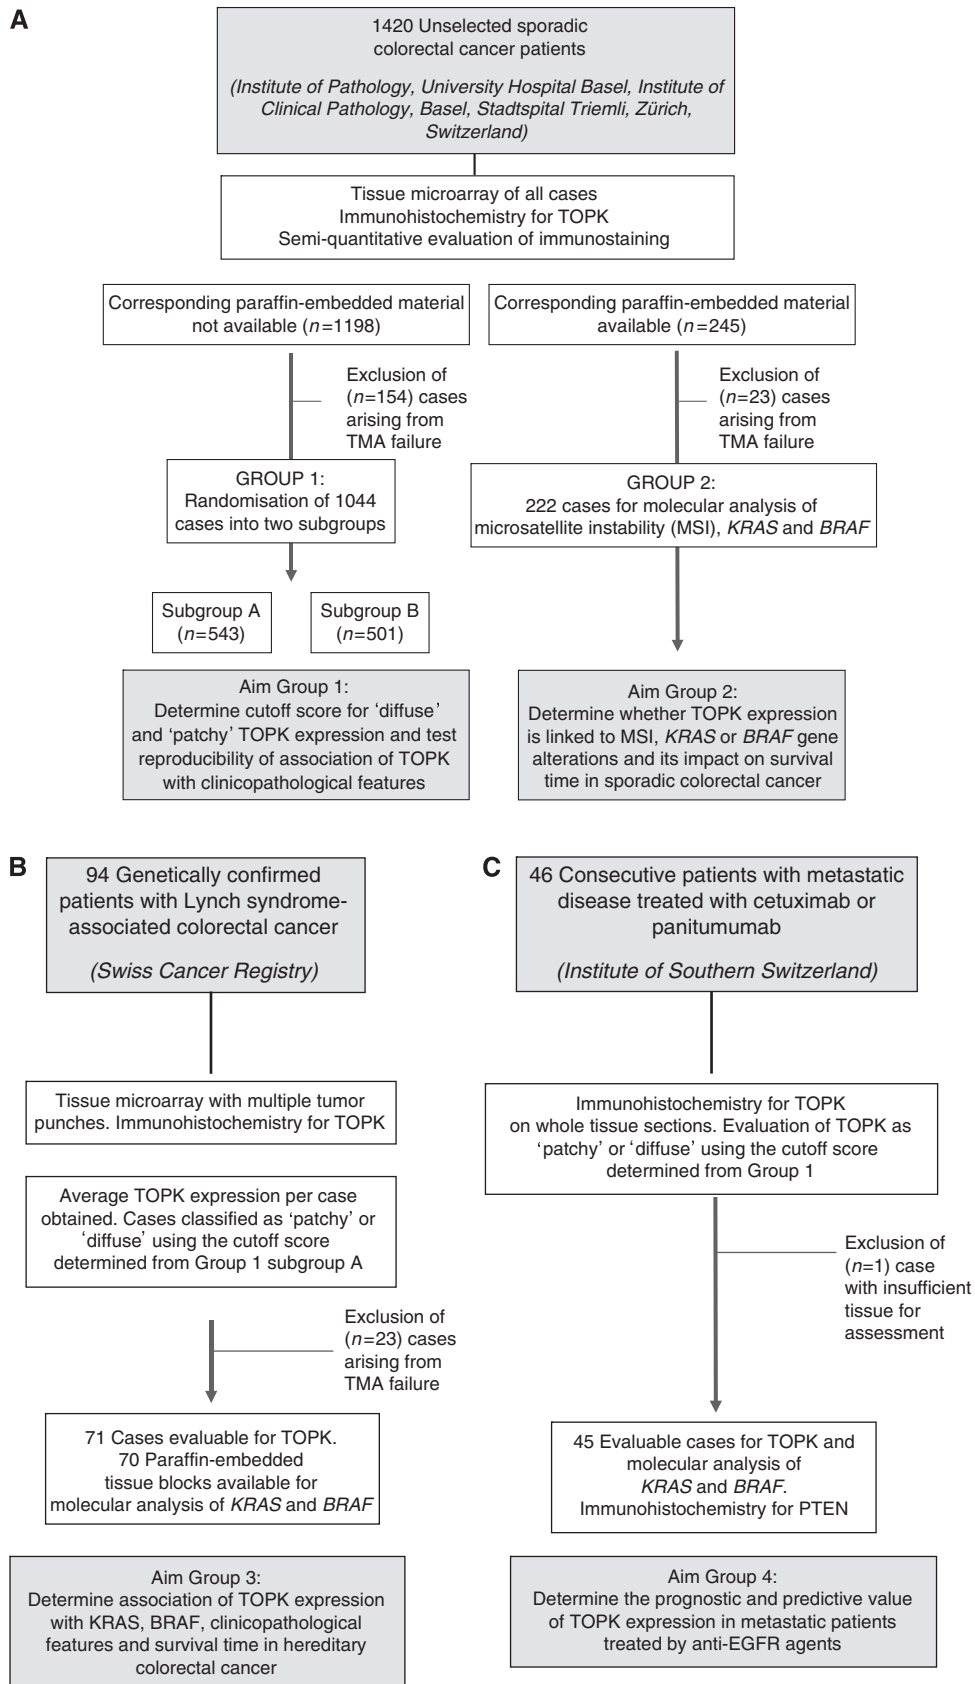 A
1420 Unselected sporadic
colorectal cancer patients
(Institute of Pathology, University Hospital Basel, Institute of
Clinical Pathology, Basel, Stadtspital Triemli, Zürich,
Switzerland)
Tissue microarray of all cases
Immunohistochemistry for TOPK
Semi-quantitative evaluation of immunostaining
Corresponding paraffin-embedded material
not available (n=1198)
Exclusion of
(n=154) cases
arising from
TMA failure
GROUP 1:
Randomisation of 1044
cases into two subgroups
Subgroup A
(n=543)
Subgroup B
(n=501)
Aim Group 1:
Determine cutoff score for ‘diffuse’
and ‘patchy’ TOPK expression and test
reproducibility of association of TOPK
with clinicopathological features
Corresponding paraffin-embedded material
available (n=245)
Exclusion of
(n=23) cases
arising from
TMA failure
GROUP 2:
222 cases for molecular analysis of
microsatellite instability (MSI), KRAS and BRAF
Aim Group 2:
Determine whether TOPK expression
is linked to MSI, KRAS or BRAF gene
alterations and its impact on survival
time in sporadic colorectal cancer
B
94 Genetically confirmed
patients with Lynch syndrome-
associated colorectal cancer
(Swiss Cancer Registry)
Tissue microarray with multiple tumor
punches. Immunohistochemistry for TOPK
Average TOPK expression per case
obtained. Cases classified as ‘patchy’ or
‘diffuse’ using the cutoff score
determined from Group 1 subgroup A
Exclusion of
(n=23) cases
arising from
TMA failure
71 Cases evaluable for TOPK.
70 Paraffin-embedded
tissue blocks available for
molecular analysis of KRAS and BRAF
Aim Group 3:
Determine association of TOPK expression
with KRAS, BRAF, clinicopathological
features and survival time in hereditary
colorectal cancer
C
46 Consecutive patients with metastatic
disease treated with cetuximab or
panitumumab
(Institute of Southern Switzerland)
Immunohistochemistry for TOPK
on whole tissue sections. Evaluation of TOPK as
‘patchy’ or ‘diffuse’ using the cutoff score
determined from Group 1
Exclusion of
(n=1) case
with insufficient
tissue for
assessment
45 Evaluable cases for TOPK and
molecular analysis of
KRAS and BRAF.
Immunohistochemistry for PTEN
Aim Group 4:
Determine the prognostic and predictive value
of TOPK expression in metastatic patients
treated by anti-EGFR agents